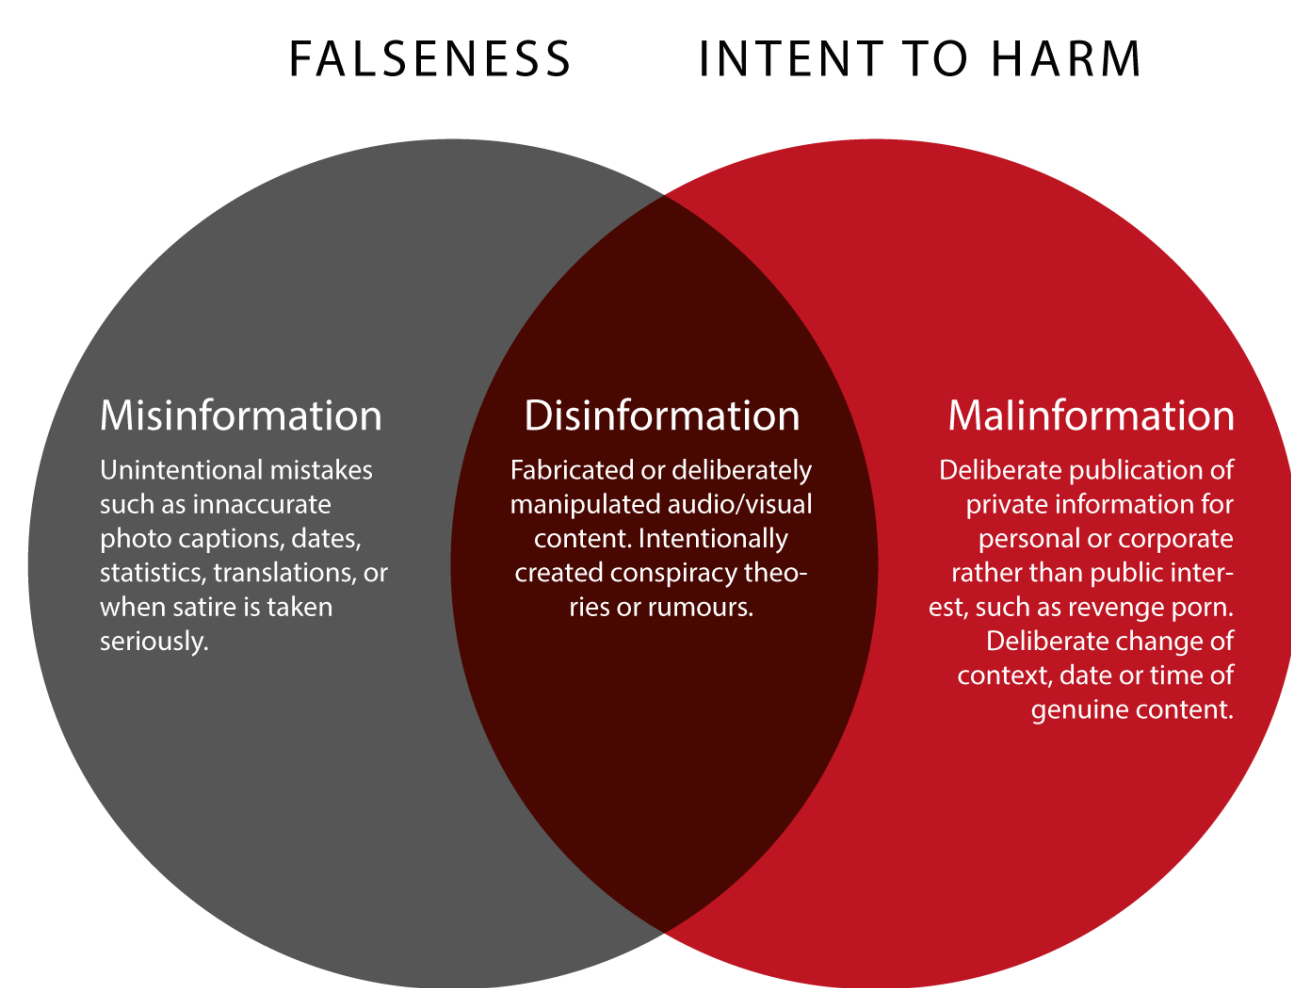 FALSENESS
INTENT TO HARM
Misinformation
Unintentional mistakes
such as innaccurate
photo captions, dates,
statistics, translations, or
when satire is taken
seriously.
Disinformation
Fabricated or deliberately
manipulated audio/visual
content. Intentionally
created conspiracy theo-
ries or rumours.
Malinformation
Deliberate publication of
private information for
personal or corporate
rather than public inter-
est, such as revenge porn.
Deliberate change of
context, date or time of
genuine content.